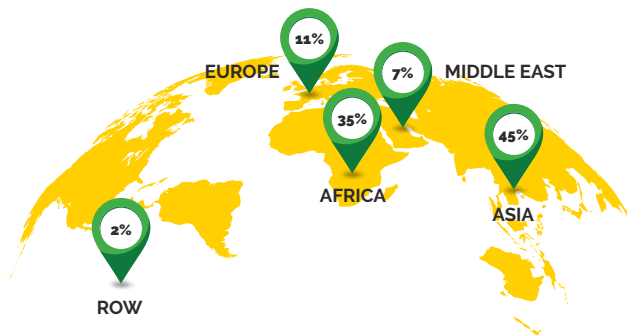 11%
EUROPE
7%
MIDDLE EAST
35%
AFRICA
45%
ASIA
2%
ROW